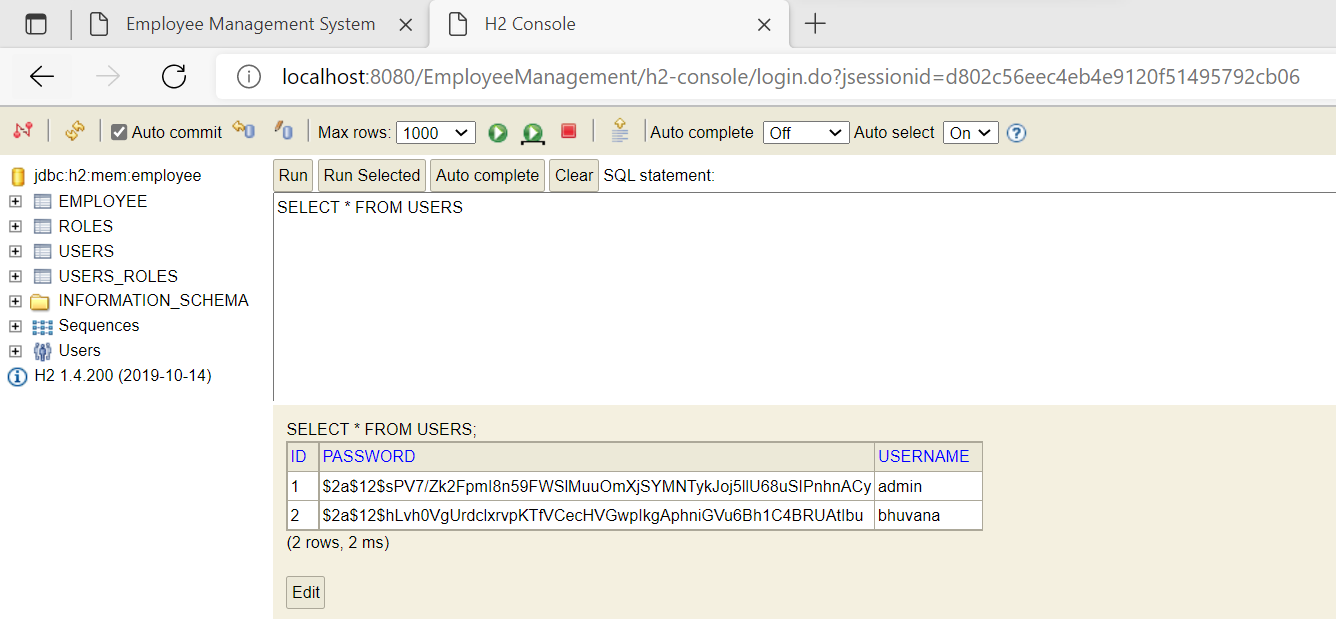 Employee Management System
H2 Console
localhost:8080/EmployeeManagement/h2-console/login.do?jsessionid=d802c56eec4eb4e9120f51495792cb06
Auto commit Max rows: 1000 Auto complete Off Auto select On
jdbc:h2:mem:employee
EMPLOYEE
ROLES
USERS
USERS_ROLES
INFORMATION_SCHEMA
Sequences
Users
H2 1.4.200 (2019-10-14)
Run Run Selected Auto complete Clear SQL statement:
SELECT * FROM USERS
SELECT * FROM USERS;
ID PASSWORD USERNAME
1 $2a$12$sPV7/Zk2FpmI8n59FWSlMuuOmXjSYMNTykJoj5llU68uSIPnhnACy admin
2 $2a$12$hLvh0VgUrdclxrvpKTfVCecHVGwpIkgAphniGVu6Bh1C4BRUAtlbu bhuvana
(2 rows, 2 ms)
Edit